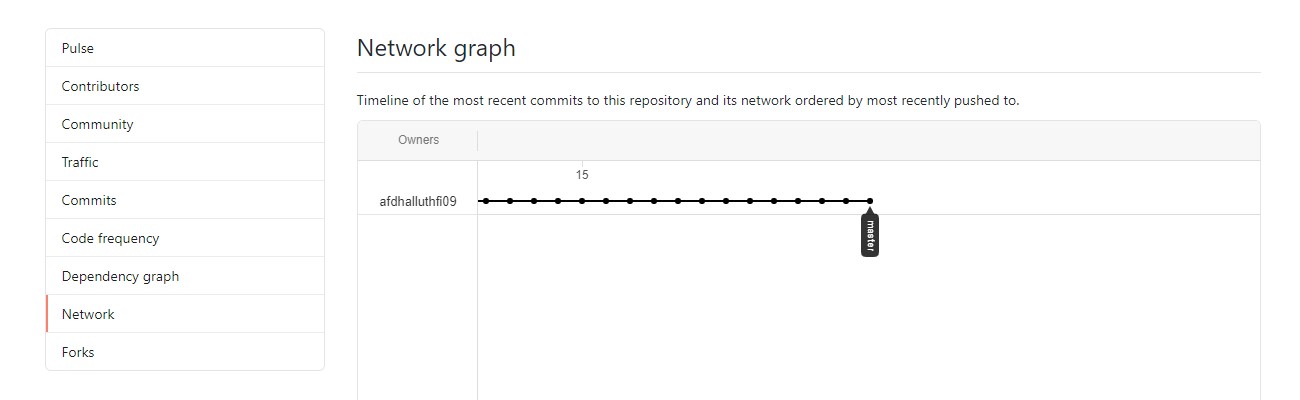 Pulse
Contributors
Community
Traffic
Commits
Code frequency
Dependency graph
Network
Forks
Network graph
Timeline of the most recent commits to this repository and its network ordered by most recently pushed to.
Owners
15
afdhalluthfi09
master